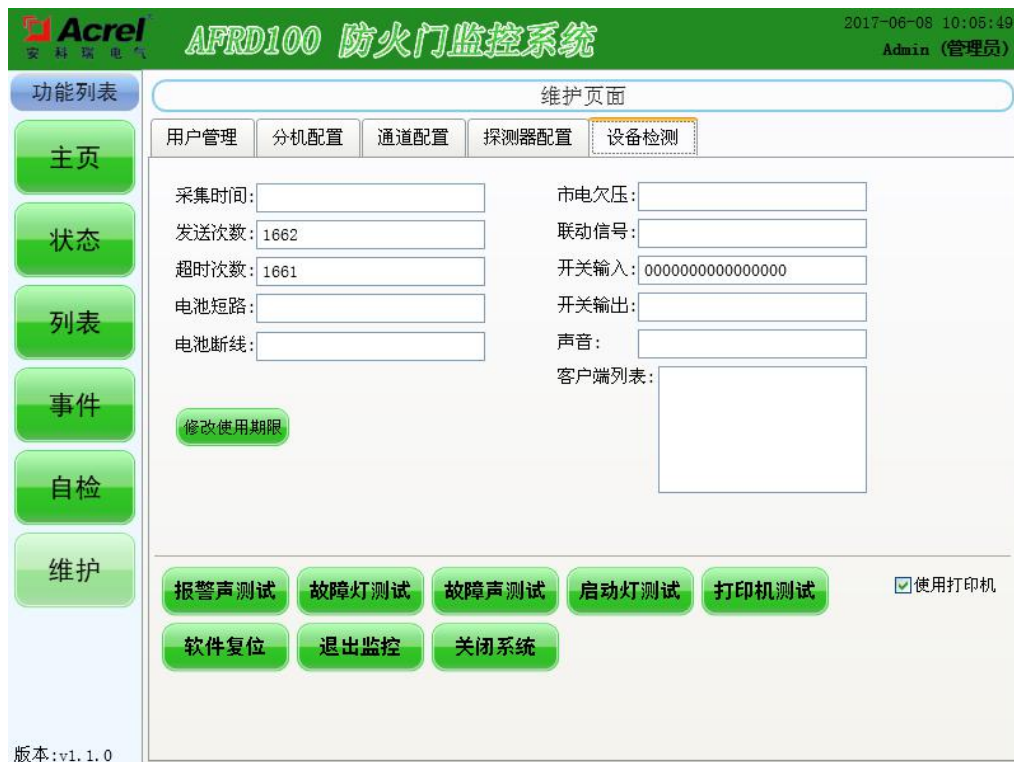 Acrel
安科瑞电气
AFRD100 防火门监控系统
2017-06-08 10:05:49
Admin (管理员)
功能列表
主页
状态
列表
事件
自检
维护
版本:v1.1.0
维护页面
用户管理 分机配置 通道配置 探测器配置 设备检测
采集时间:
发送次数: 1662
超时次数: 1661
电池短路:
电池断线:
修改使用期限
市电欠压:
联动信号:
开关输入: 0000000000000000
开关输出:
声音:
客户端列表:
报警声测试 故障灯测试 故障声测试 启动灯测试 打印机测试 使用打印机
软件复位 退出监控 关闭系统